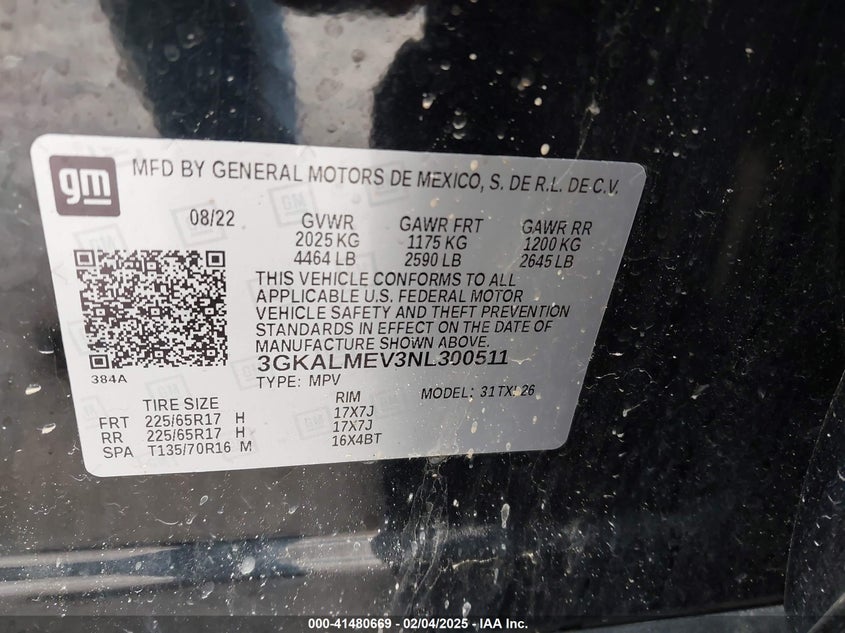 gm
MFD BY GENERAL MOTORS DE MEXICO, S. DE R.L. DE C.V.
08/22 GVWR GAWR FRT GAWR RR
2025 KG 1175 KG 1200 KG
4464 LB 2590 LB 2645 LB
THIS VEHICLE CONFORMS TO ALL
APPLICABLE U.S. FEDERAL MOTOR
VEHICLE SAFETY AND THEFT PREVENTION
STANDARDS IN EFFECT ON THE DATE OF
MANUFACTURE SHOWN ABOVE.
3GKALMEV3NL300511
384A
TYPE: MPV MODEL: 31 26
TIRE SIZE RIM
FRT 225/65R17 H 17X7J
RR 225/65R17 H 17X7J
SPA T135/70R16 M 16X4BT
000-41480669 - 02/04/2025 - IAA Inc.